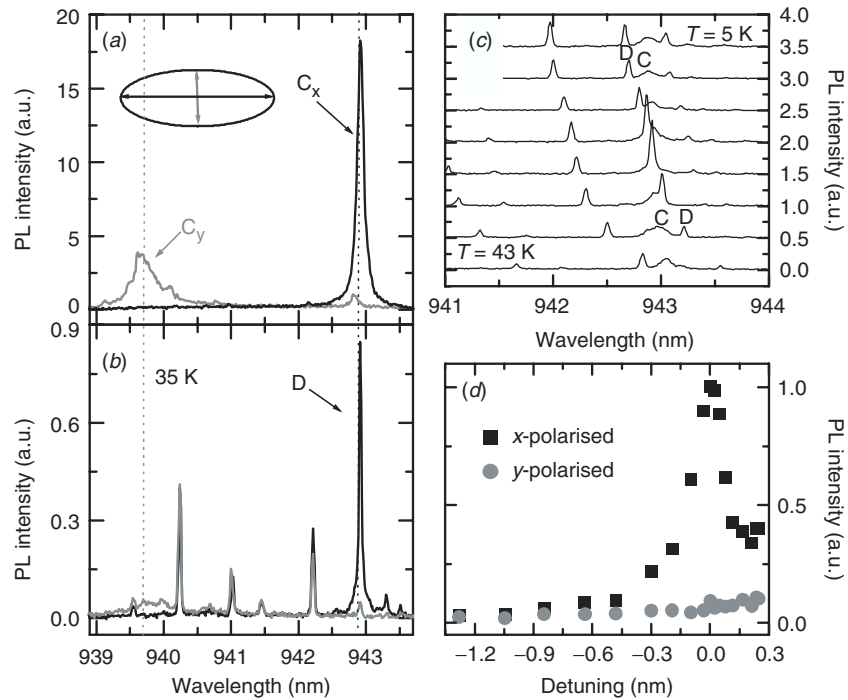 (a)
20
15
10
5
0
PL intensity (a.u.)
Cx
Cy
(b)
0.9
0.6
0.3
0.0
PL intensity (a.u.)
35 K
D
939 940 941 942 943
Wavelength (nm)
(c)
T = 5 K
D C
C D
T = 43 K
4.0
3.5
3.0
2.5
2.0
1.5
1.0
0.5
0.0
PL intensity (a.u.)
941 942 943 944
Wavelength (nm)
(d)
x-polarised
y-polarised
1.0
0.5
0.0
PL intensity (a.u.)
−1.2 −0.9 −0.6 −0.3 0.0 0.3
Detuning (nm)